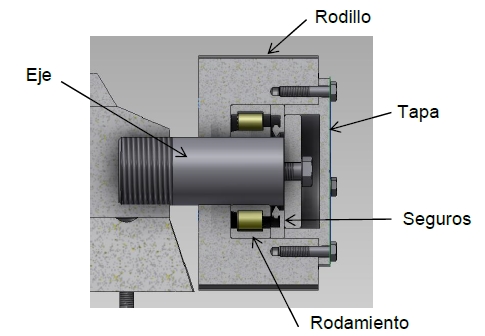 Rodillo
Eje
Tapa
Seguros
Rodamiento